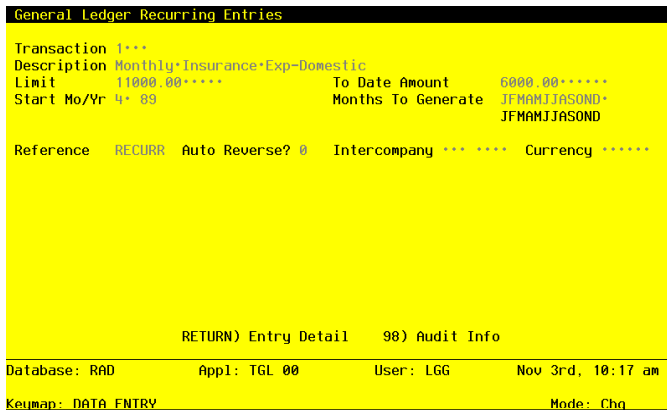 General Ledger Recurring Entries
Transaction 1···
Description Monthly·Insurance·Exp-Domestic
Limit 11000.00····· To Date Amount 6000.00······
Start Mo/Yr 4· 89 Months To Generate JFMAMJJASOND·
JFMAMJJASOND
Reference RECURR Auto Reverse? 0 Intercompany ··· ···· Currency ······
RETURN) Entry Detail 98) Audit Info
Database: RAD Appl: TGL 00 User: LGG Nov 3rd, 10:17 am
Keymap: DATA ENTRY Mode: Chg